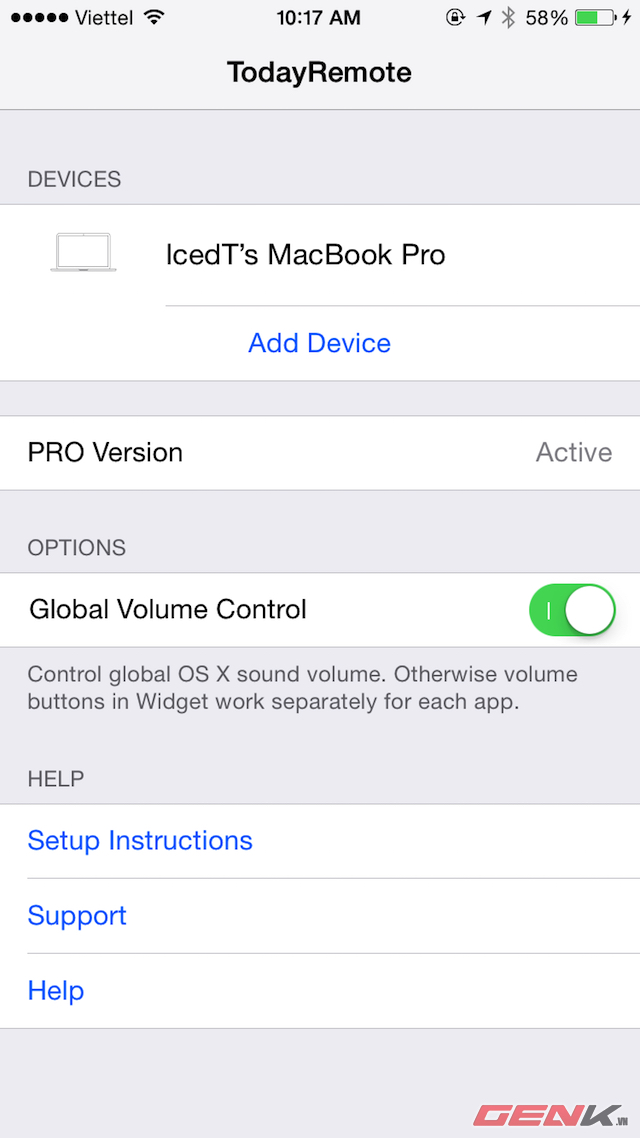 Viettel 10:17 AM 58%
TodayRemote
DEVICES
IcedT’s MacBook Pro
Add Device
PRO Version Active
OPTIONS
Global Volume Control
Control global OS X sound volume. Otherwise volume
buttons in Widget work separately for each app.
HELP
Setup Instructions
Support
Help
GENK.VN